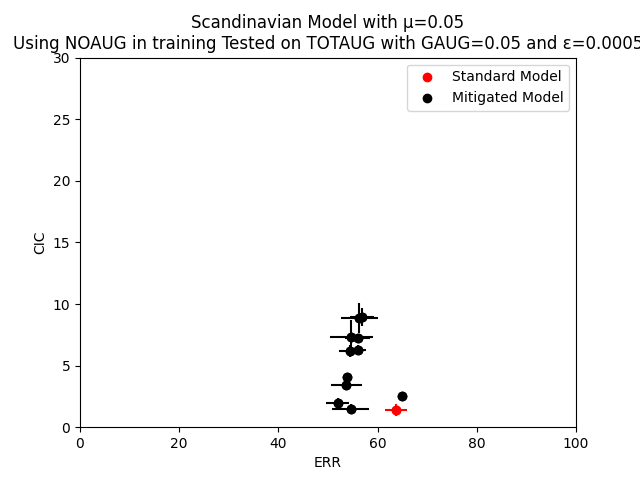 Scandinavian Model with μ=0.05
Using NOAUG in training Tested on TOTAUG with GAUG=0.05 and ε=0.0005
Standard Model
Mitigated Model
30
25
20
15
10
5
0
CIC
0 20 40 60 80 100
ERR